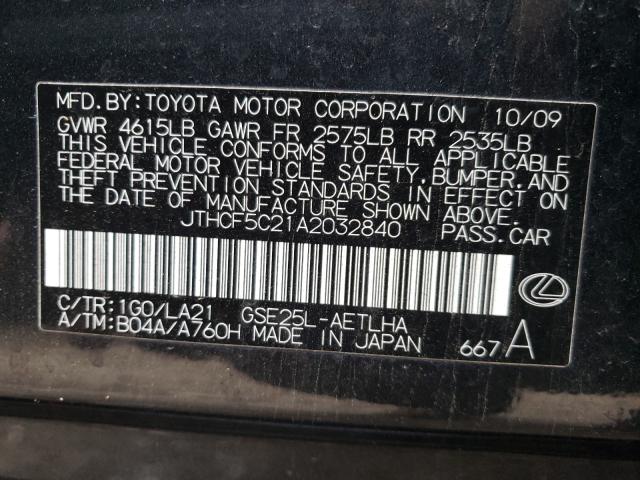 MFD. BY: TOYOTA MOTOR CORPORATION 10/09
GVWR 4615LB GAWR FR 2575LB RR 2535LB
THIS VEHICLE CONFORMS TO ALL APPLICABLE
FEDERAL MOTOR VEHICLE SAFETY, BUMPER, AND
THEFT PREVENTION STANDARDS IN EFFECT ON
THE DATE OF MANUFACTURE SHOWN ABOVE.
JTHCF5C21A2032840 PASS.CAR
C/TR: 1G0/LA21 GSE25L-AETLHA
A/TM: B04A/A760H MADE IN JAPAN 667 A